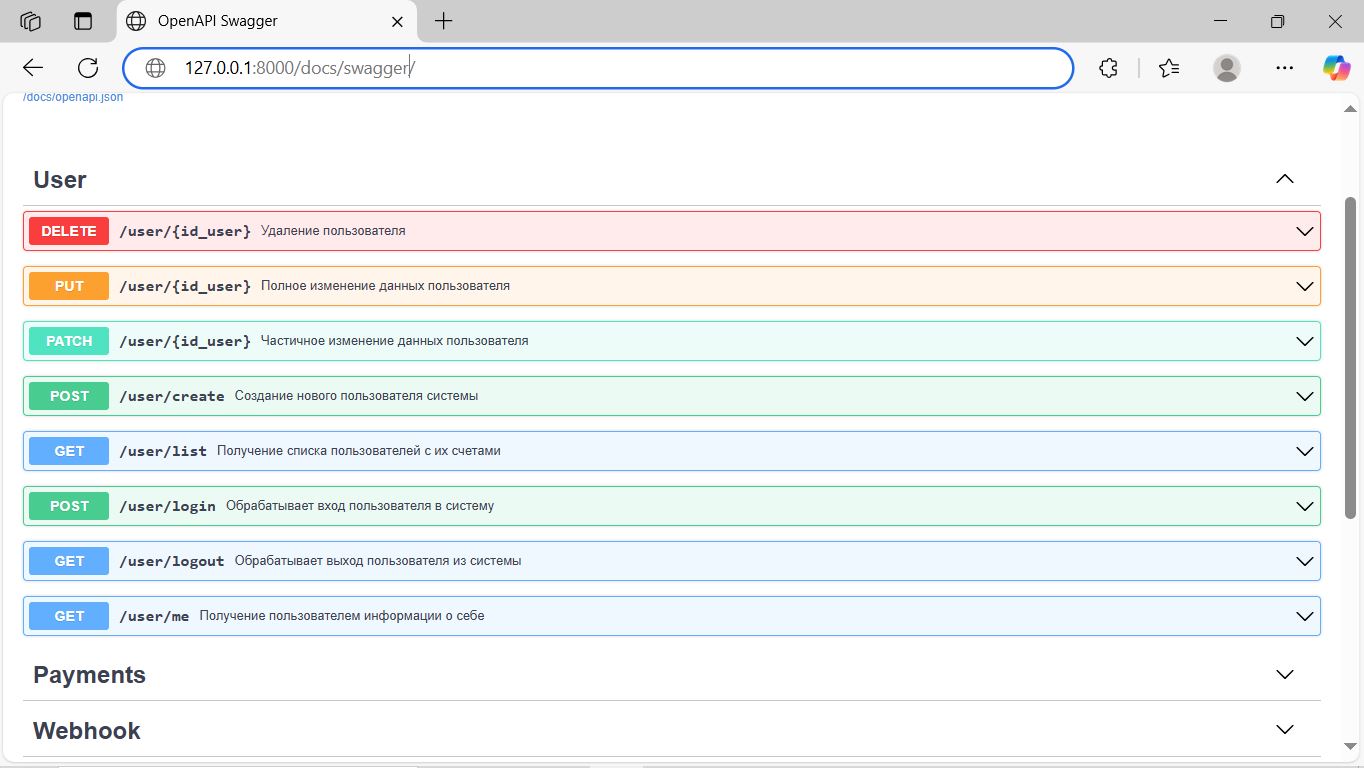 OpenAPI Swagger
127.0.0.1:8000/docs/swagger/
/docs/openapi.json
User
DELETE /user/{id_user} Удаление пользователя
PUT /user/{id_user} Полное изменение данных пользователя
PATCH /user/{id_user} Частичное изменение данных пользователя
POST /user/create Создание нового пользователя системы
GET /user/list Получение списка пользователей с их счетами
POST /user/login Обрабатывает вход пользователя в систему
GET /user/logout Обрабатывает выход пользователя из системы
GET /user/me Получение пользователем информации о себе
Payments
Webhook